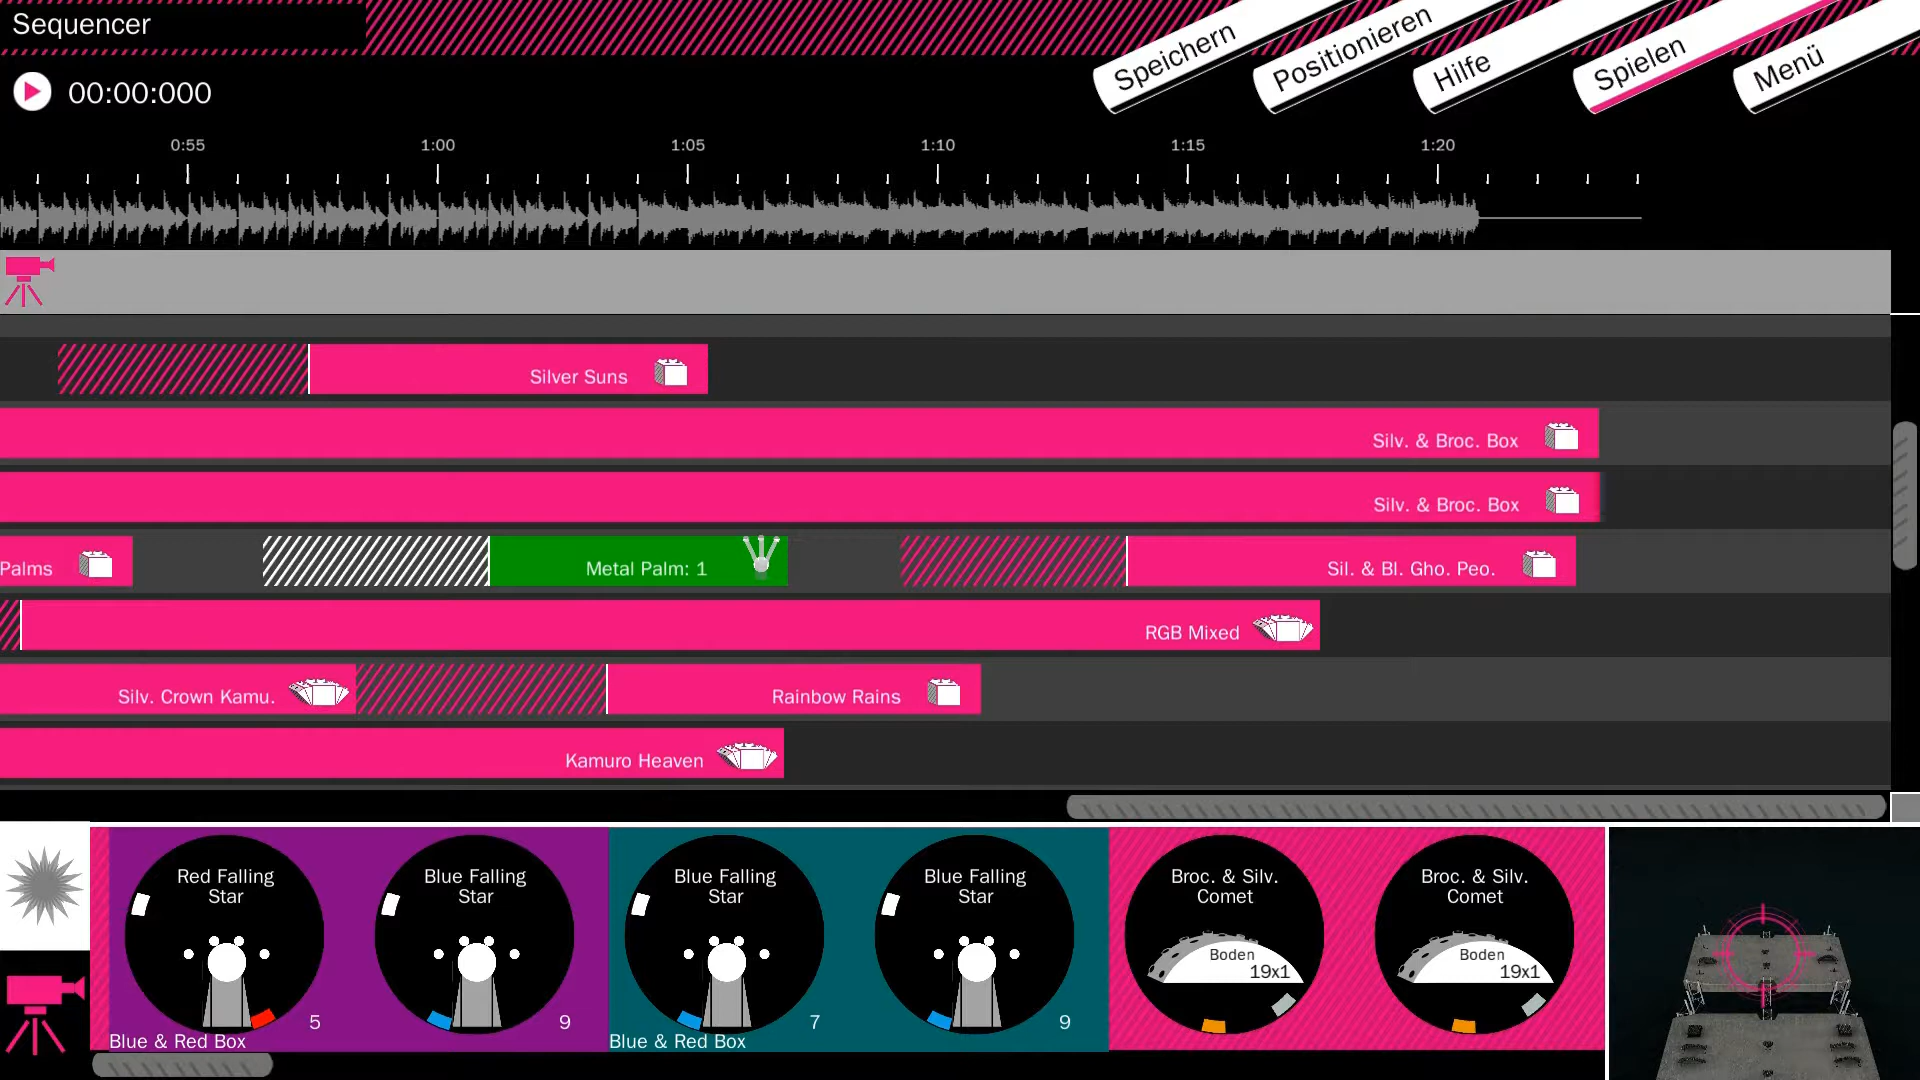 Sequencer
Speichern
Positionieren
Hilfe
Spielen
Menü
00:00:000
0:55
1:00
1:05
1:10
1:15
1:20
Silver Suns
Silv. & Broc. Box
Silv. & Broc. Box
Palms
Metal Palm: 1
Sil. & Bl. Gho. Peo.
RGB Mixed
Silv. Crown Kamu.
Rainbow Rains
Kamuro Heaven
Red Falling
Star
5
Blue & Red Box
Blue Falling
Star
9
Blue Falling
Star
7
Blue & Red Box
Blue Falling
Star
9
Broc. & Silv.
Comet
Boden
19x1
Broc. & Silv.
Comet
Boden
19x1